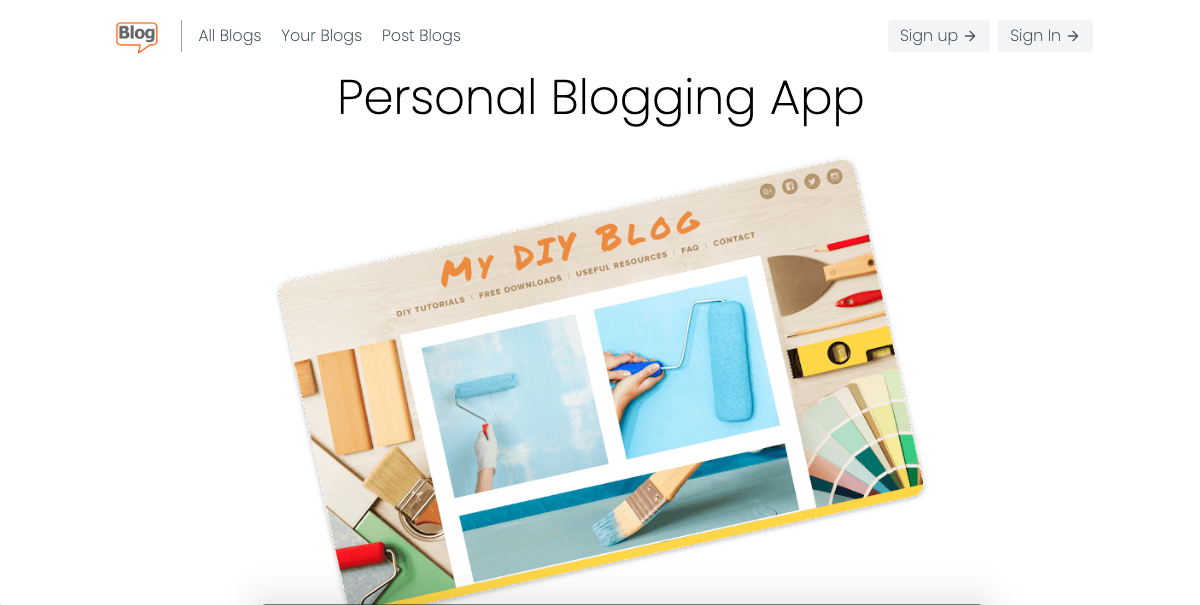 Blog
All Blogs
Your Blogs
Post Blogs
Sign up →
Sign In →
Personal Blogging App
MY DIY BLOG
DIY TUTORIALS | FREE DOWNLOADS | USEFUL RESOURCES | FAQ | CONTACT